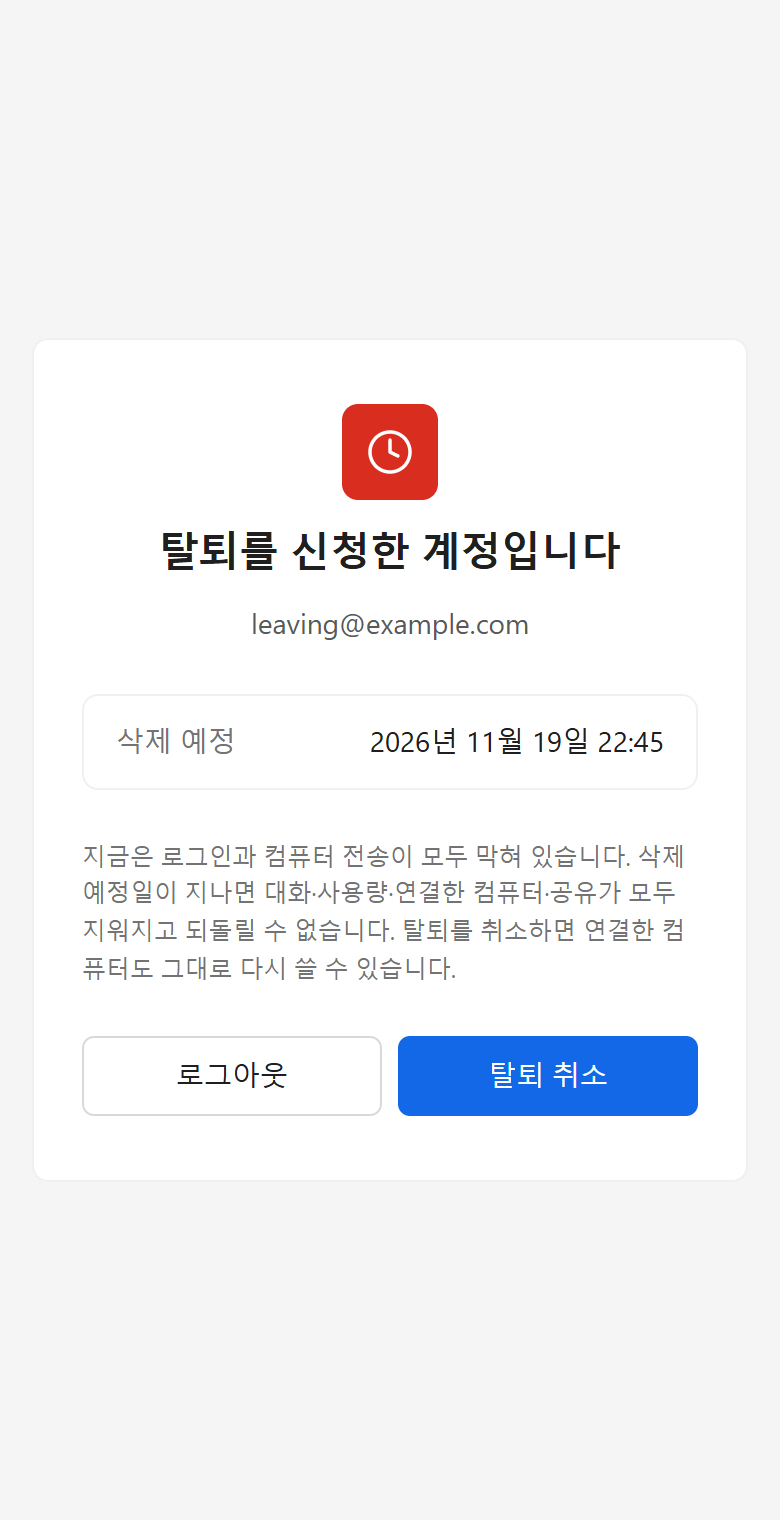 탈퇴를 신청한 계정입니다
leaving@example.com
삭제 예정 2026년 11월 19일 22:45
지금은 로그인과 컴퓨터 전송이 모두 막혀 있습니다. 삭제
예정일이 지나면 대화·사용량·연결한 컴퓨터·공유가 모두
지워지고 되돌릴 수 없습니다. 탈퇴를 취소하면 연결한 컴
퓨터도 그대로 다시 쓸 수 있습니다.
로그아웃 탈퇴 취소